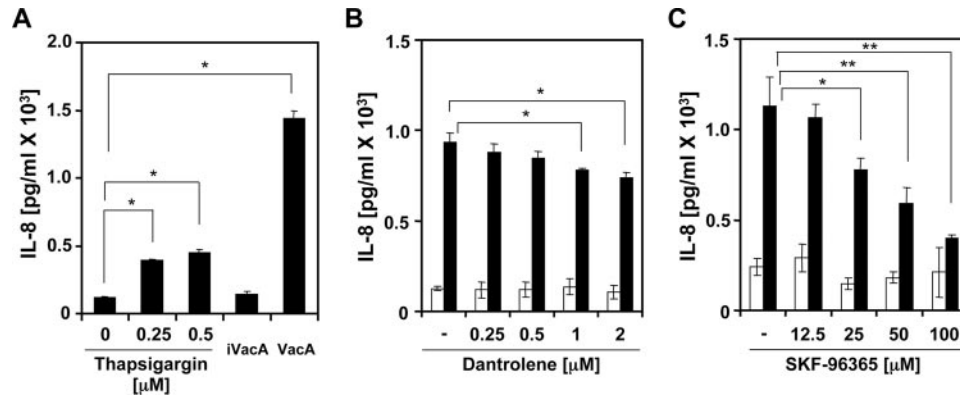 A
IL-8 [pg/ml X 10³]
2.0
1.5
1.0
0.5
0
*
*
*
0 0.25 0.5 iVacA VacA
Thapsigargin
[μM]
B
IL-8 [pg/ml X 10³]
1.5
1.0
0.5
0
*
*
- 0.25 0.5 1 2
Dantrolene [μM]
C
IL-8 [pg/ml X 10³]
1.5
1.0
0.5
0
**
**
*
- 12.5 25 50 100
SKF-96365 [μM]